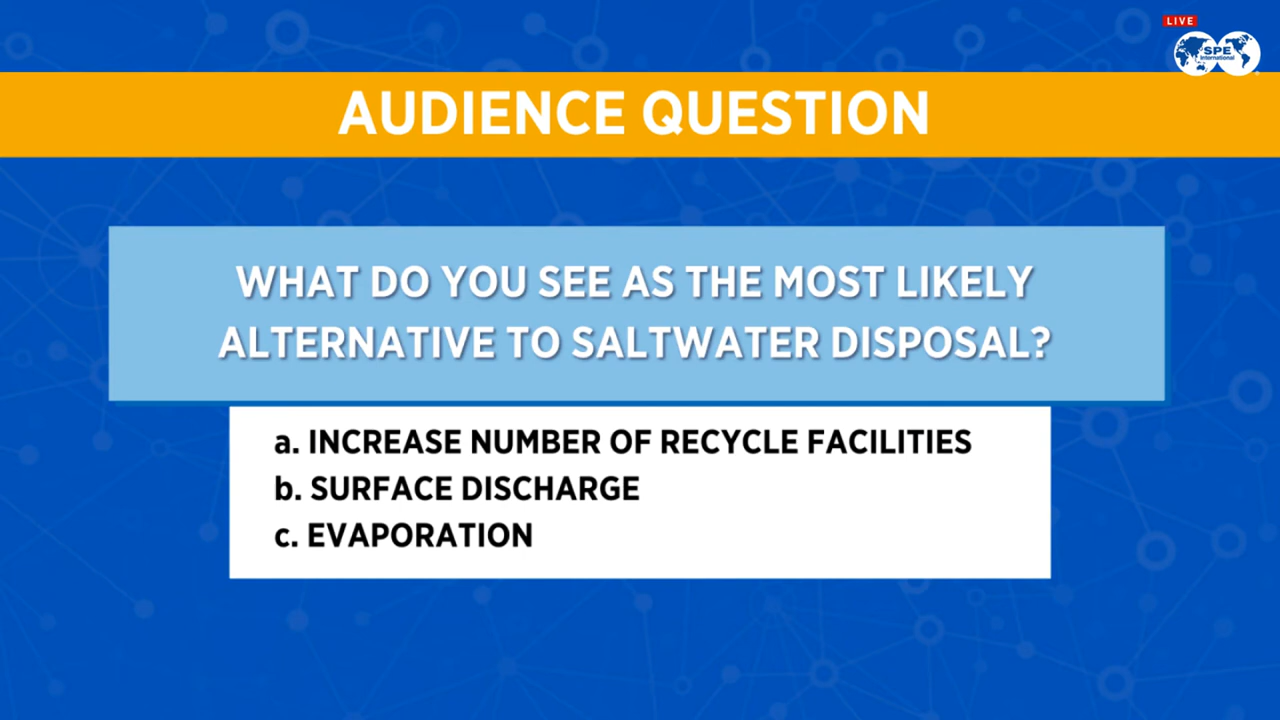 LIVE
SPE
International
AUDIENCE QUESTION
WHAT DO YOU SEE AS THE MOST LIKELY
ALTERNATIVE TO SALTWATER DISPOSAL?
a. INCREASE NUMBER OF RECYCLE FACILITIES
b. SURFACE DISCHARGE
c. EVAPORATION